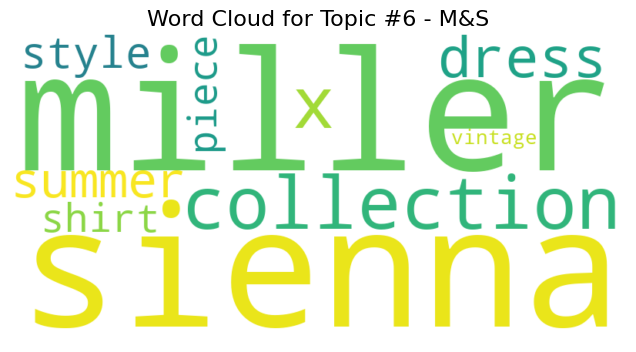 Word Cloud for Topic #6 - M&S
style
piece
x
dress
miller
vintage
summer
collection
shirt
sienna